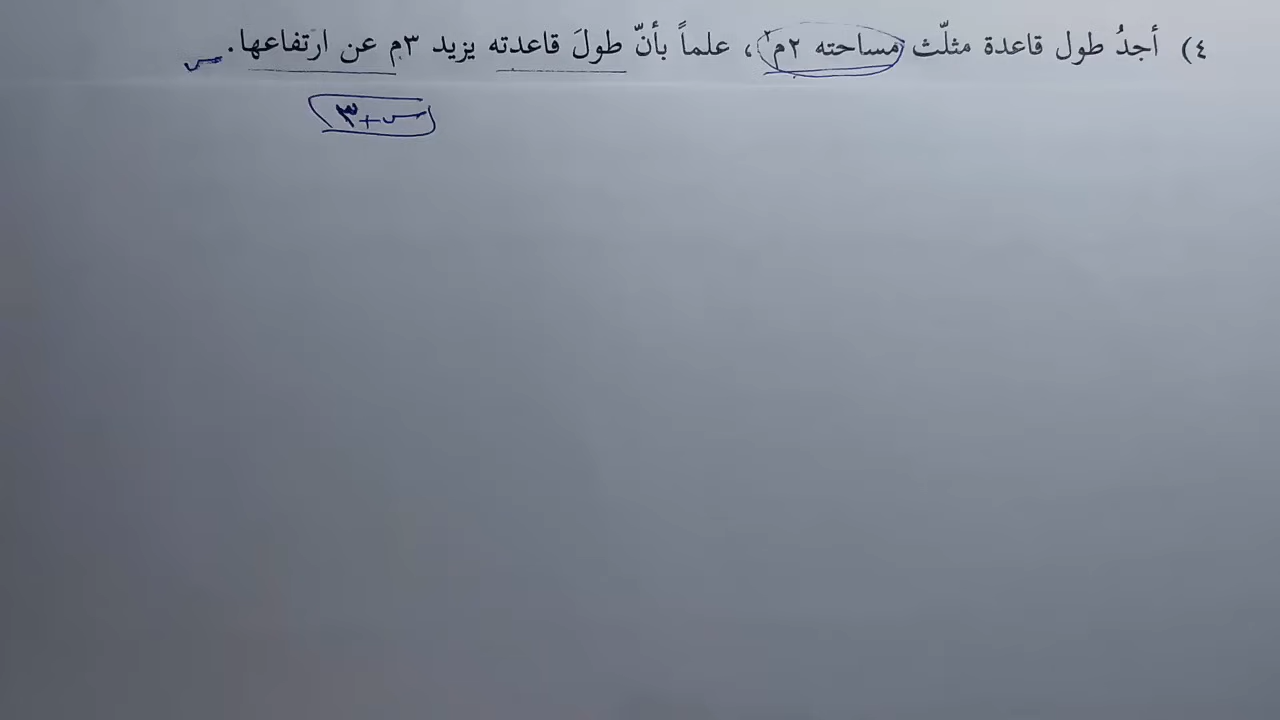 ٤) أجدُ طول قاعدة مثلّث مساحته ٢م٢، علماً بأنّ طولَ قاعدته يزيد ٣م عن ارتفاعها.
س
س+٣